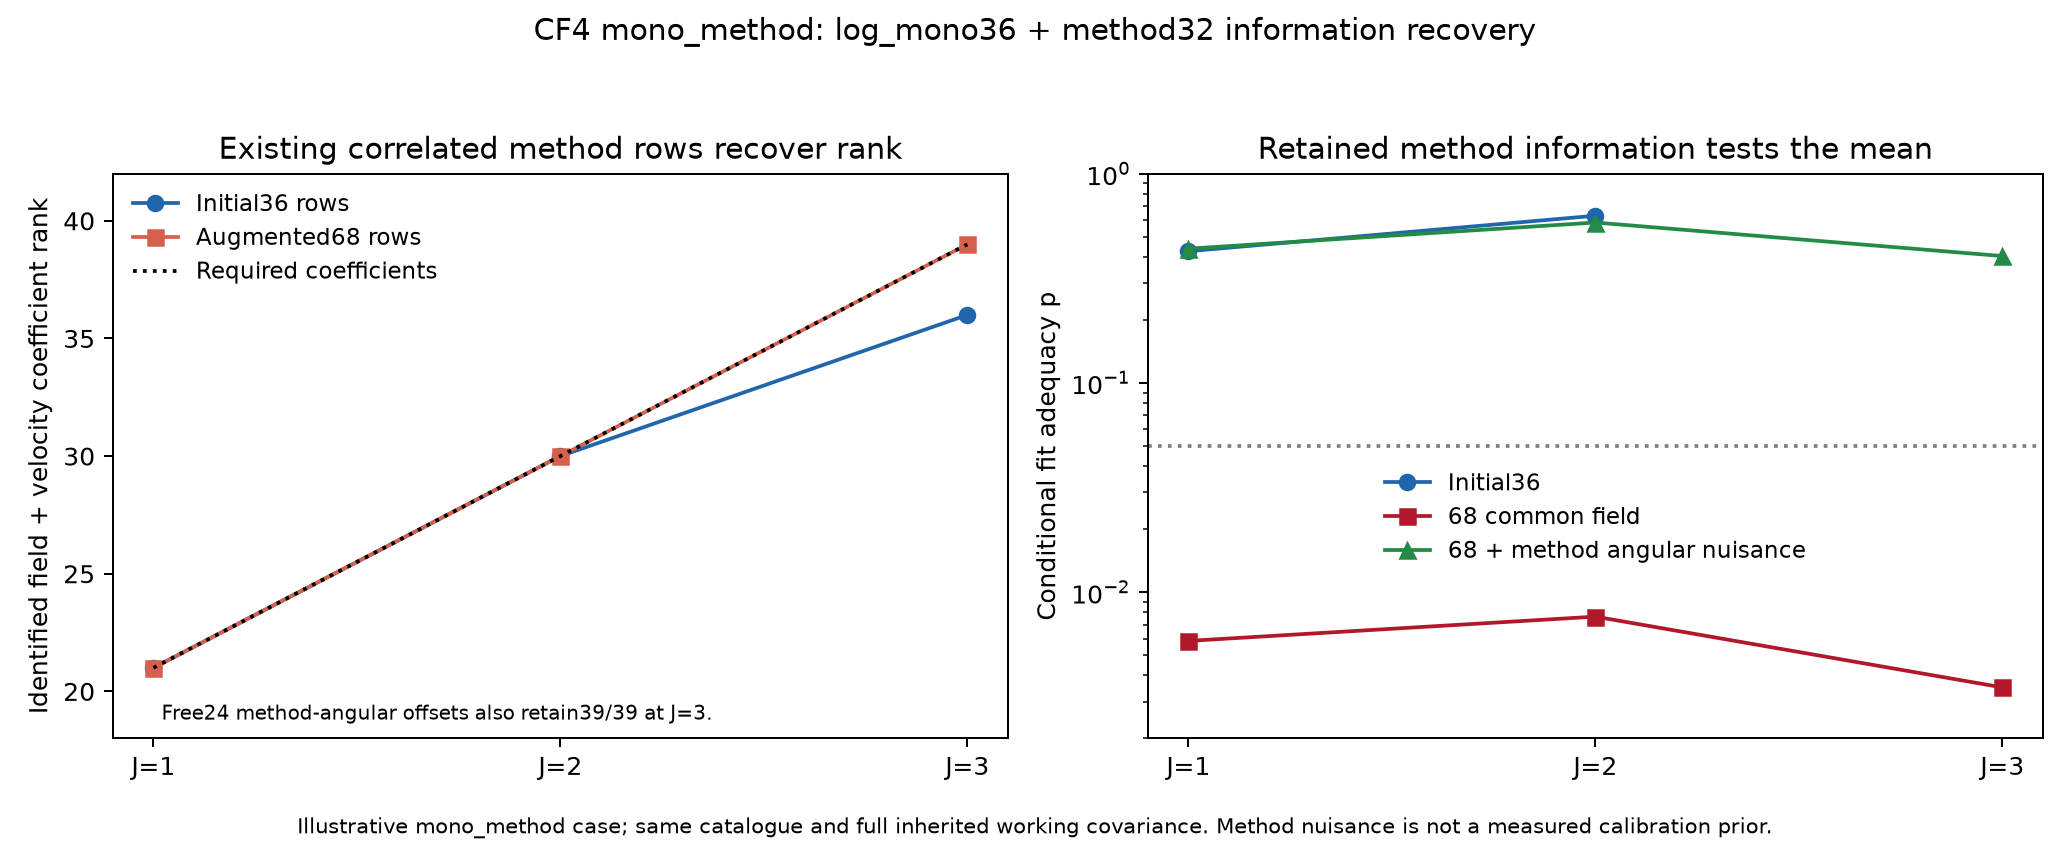 CF4 mono_method: log_mono36 + method32 information recovery
Existing correlated method rows recover rank
Identified field + velocity coefficient rank
40
35
30
25
20
Initial36 rows
Augmented68 rows
Required coefficients
Free24 method-angular offsets also retain39/39 at J=3.
J=1
J=2
J=3
Retained method information tests the mean
Conditional fit adequacy p
10⁰
10⁻¹
10⁻²
Initial36
68 common field
68 + method angular nuisance
J=1
J=2
J=3
Illustrative mono_method case; same catalogue and full inherited working covariance. Method nuisance is not a measured calibration prior.